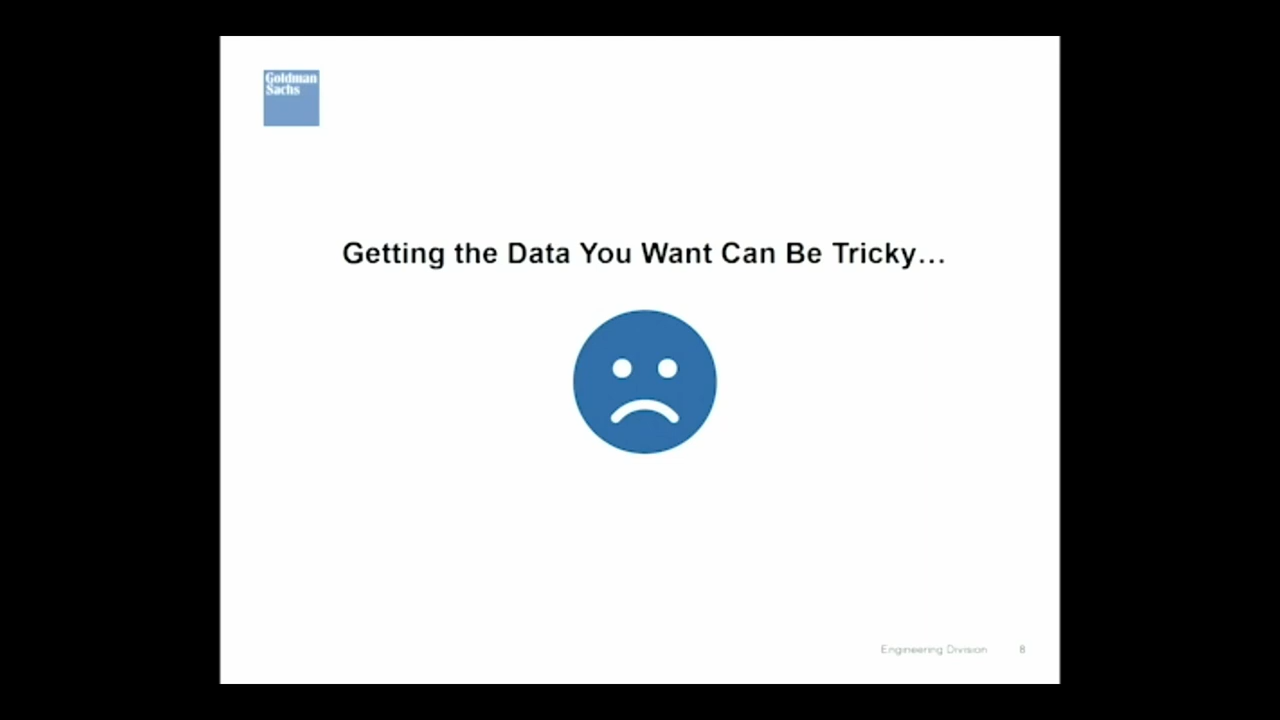 Goldman
Sachs
Getting the Data You Want Can Be Tricky…
Engineering Division 8